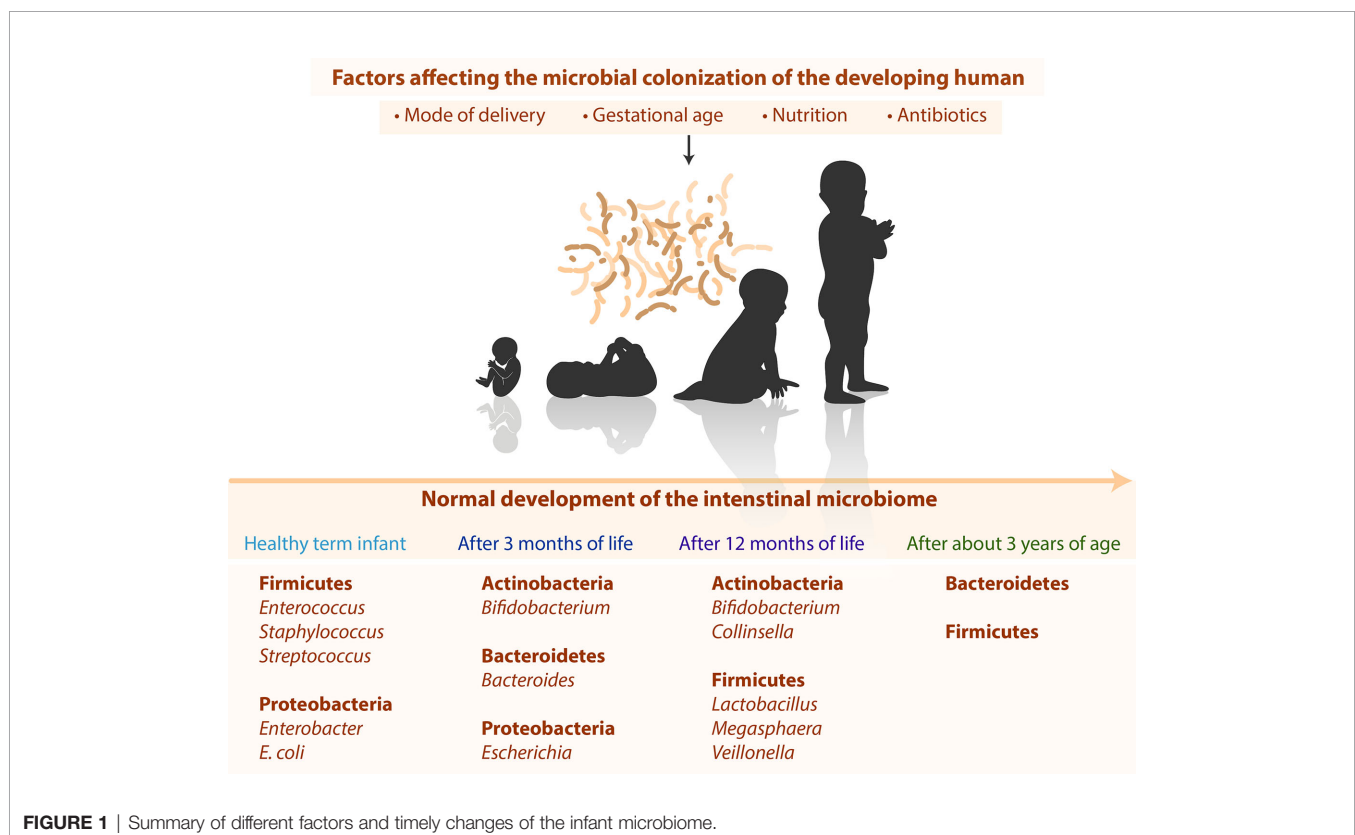 Factors affecting the microbial colonization of the developing human
• Mode of delivery • Gestational age • Nutrition • Antibiotics
Normal development of the intenstinal microbiome
Healthy term infant
Firmicutes
Enterococcus
Staphylococcus
Streptococcus
Proteobacteria
Enterobacter
E. coli
After 3 months of life
Actinobacteria
Bifidobacterium
Bacteroidetes
Bacteroides
Proteobacteria
Escherichia
After 12 months of life
Actinobacteria
Bifidobacterium
Collinsella
Firmicutes
Lactobacillus
Megasphaera
Veillonella
After about 3 years of age
Bacteroidetes
Firmicutes
FIGURE 1 | Summary of different factors and timely changes of the infant microbiome.